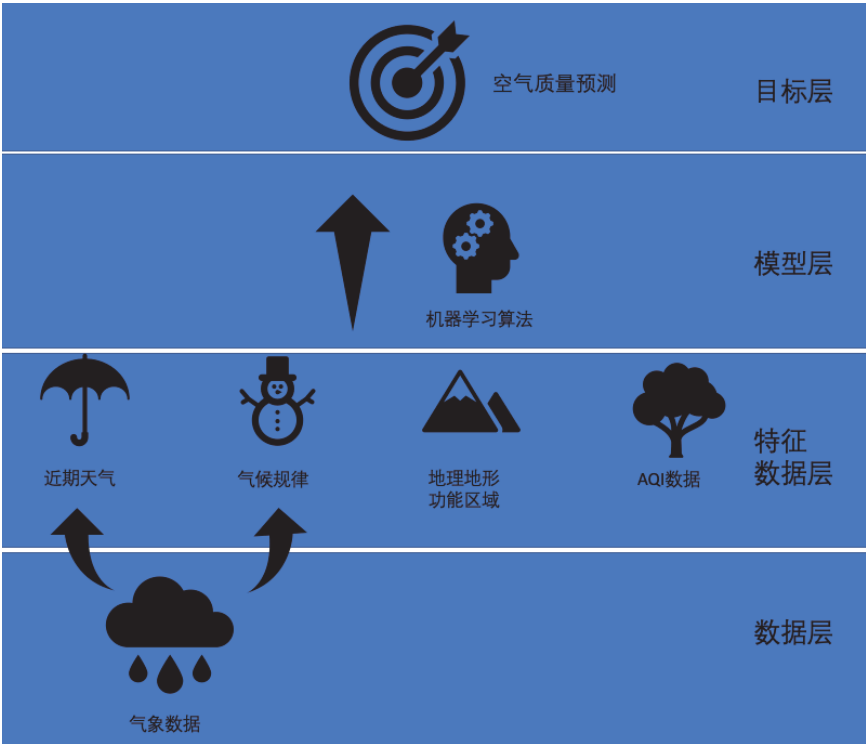 空气质量预测
目标层
模型层
机器学习算法
近期天气
气候规律
地理地形
功能区域
AQI数据
特征
数据层
数据层
气象数据